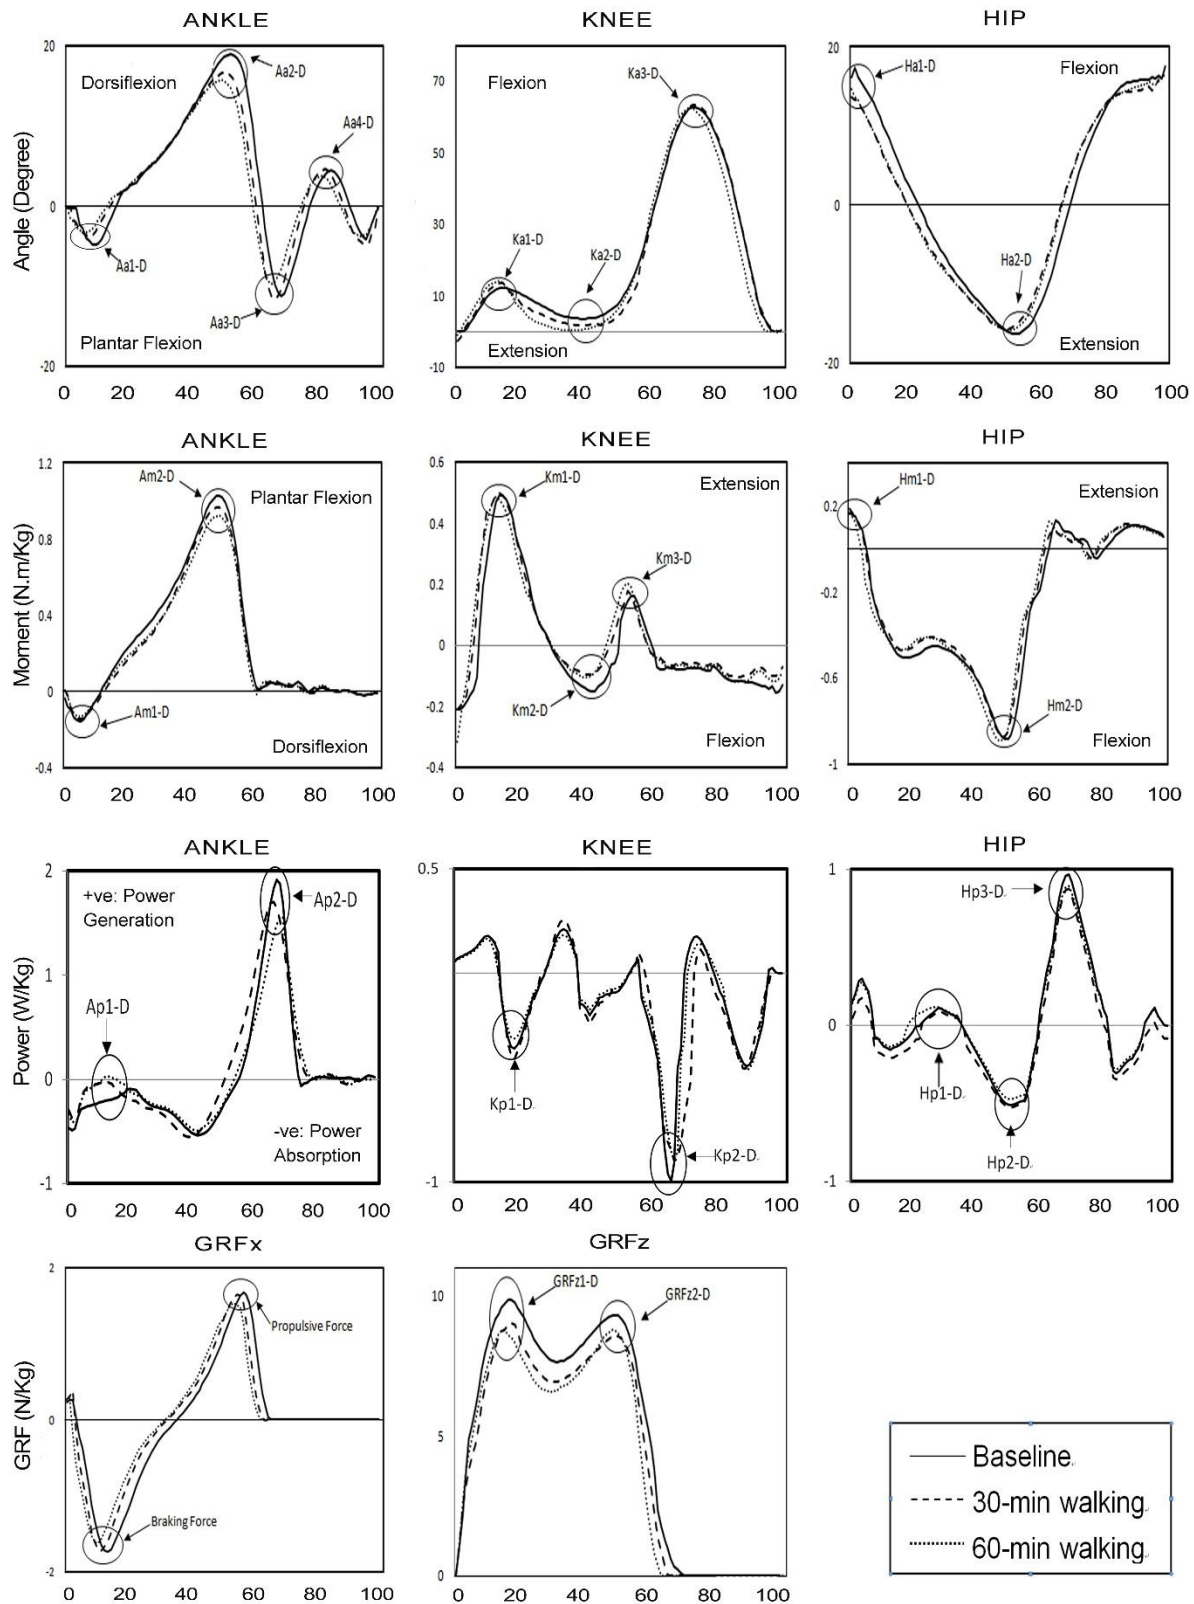 ANKLE KNEE HIP
20 70 20
Dorsiflexion Aa2-D Flexion Ka3-D Ha1-D Flexion
Aa4-D
50
Angle (Degree)
0 30 0
Aa1-D Ka1-D Ka2-D Ha2-D
10
Aa3-D
Plantar Flexion Extension Extension
-20 -10 -20
0 20 40 60 80 100 0 20 40 60 80 100 0 20 40 60 80 100
ANKLE KNEE HIP
1.2 0.6
Am2-D Plantar Flexion Km1-D Extension Hm1-D Extension
0.2
0.8 0.4
Moment (N.m/Kg)
Km3-D
0.4 0.2 -0.2
0 0 -0.6
Am1-D Km2-D Hm2-D
Dorsiflexion -0.2 Flexion Flexion
-0.4 -0.4 -1
0 20 40 60 80 100 0 20 40 60 80 100 0 20 40 60 80 100
ANKLE KNEE HIP
2 0.5 1
+ve: Power
Generation
Ap2-D Hp3-D
1
Ap1-D
Power (W/Kg)
0 0
Kp1-D Hp1-D
-ve: Power
Absorption
Kp2-D Hp2-D
-1 -1 -1
0 20 40 60 80 100 0 20 40 60 80 100 0 20 40 60 80 100
GRFx GRFz
2
GRFz1-D GRFz2-D
10
Propulsive Force
GRF (N/Kg)
0 5
Braking Force
-2 0
0 20 40 60 80 100 0 20 40 60 80 100
Baseline
30-min walking
60-min walking